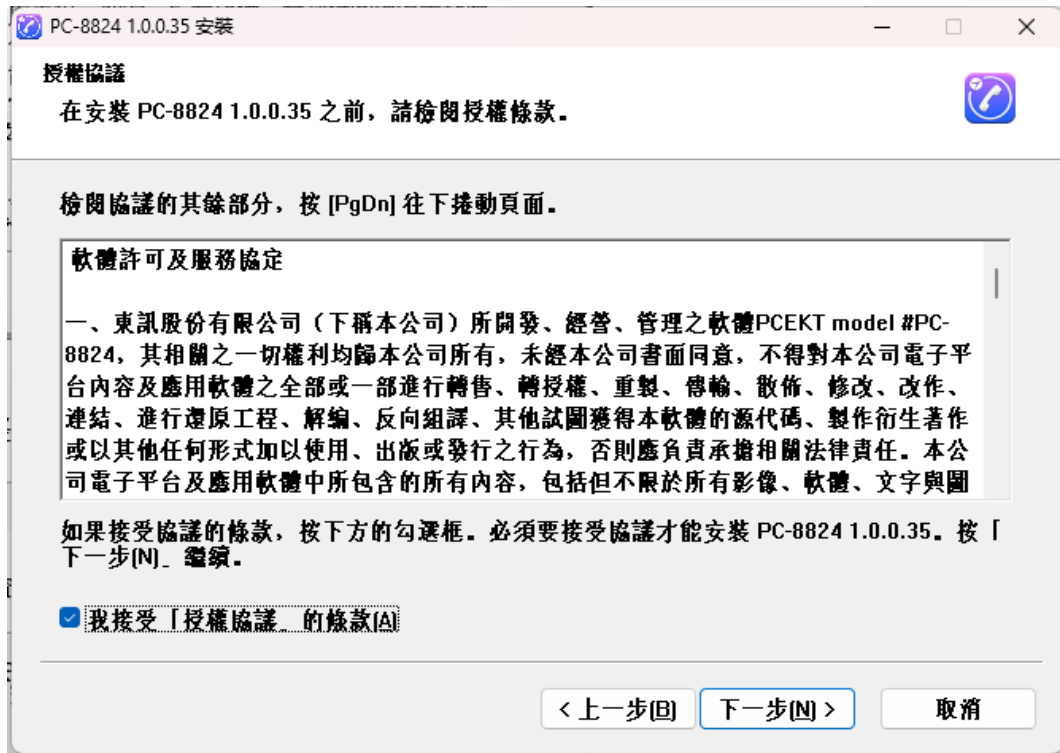 PC-8824 1.0.0.35 安裝
授權協議
在安裝 PC-8824 1.0.0.35 之前，請檢閱授權條款。
檢閱協議的其餘部分，按 [PgDn] 往下捲動頁面。
軟體許可及服務協定
一、東訊股份有限公司（下稱本公司）所開發、經營、管理之軟體PCEKT model #PC-
8824，其相關之一切權利均歸本公司所有，未經本公司書面同意，不得對本公司電子平
台內容及應用軟體之全部或一部進行轉售、轉授權、重製、傳輸、散佈、修改、改作、
連結、進行還原工程、解編、反向組譯、其他試圖獲得本軟體的源代碼、製作衍生著作
或以其他任何形式加以使用、出版或發行之行為，否則應負責承擔相關法律責任。本公
司電子平台及應用軟體中所包含的所有內容，包括但不限於所有影像、軟體、文字與圖
如果接受協議的條款，按下方的勾選框。必須要接受協議才能安裝 PC-8824 1.0.0.35。按「
下一步(N)」繼續。
我接受「授權協議」的條款(A)
< 上一步(B)
下一步(N) >
取消